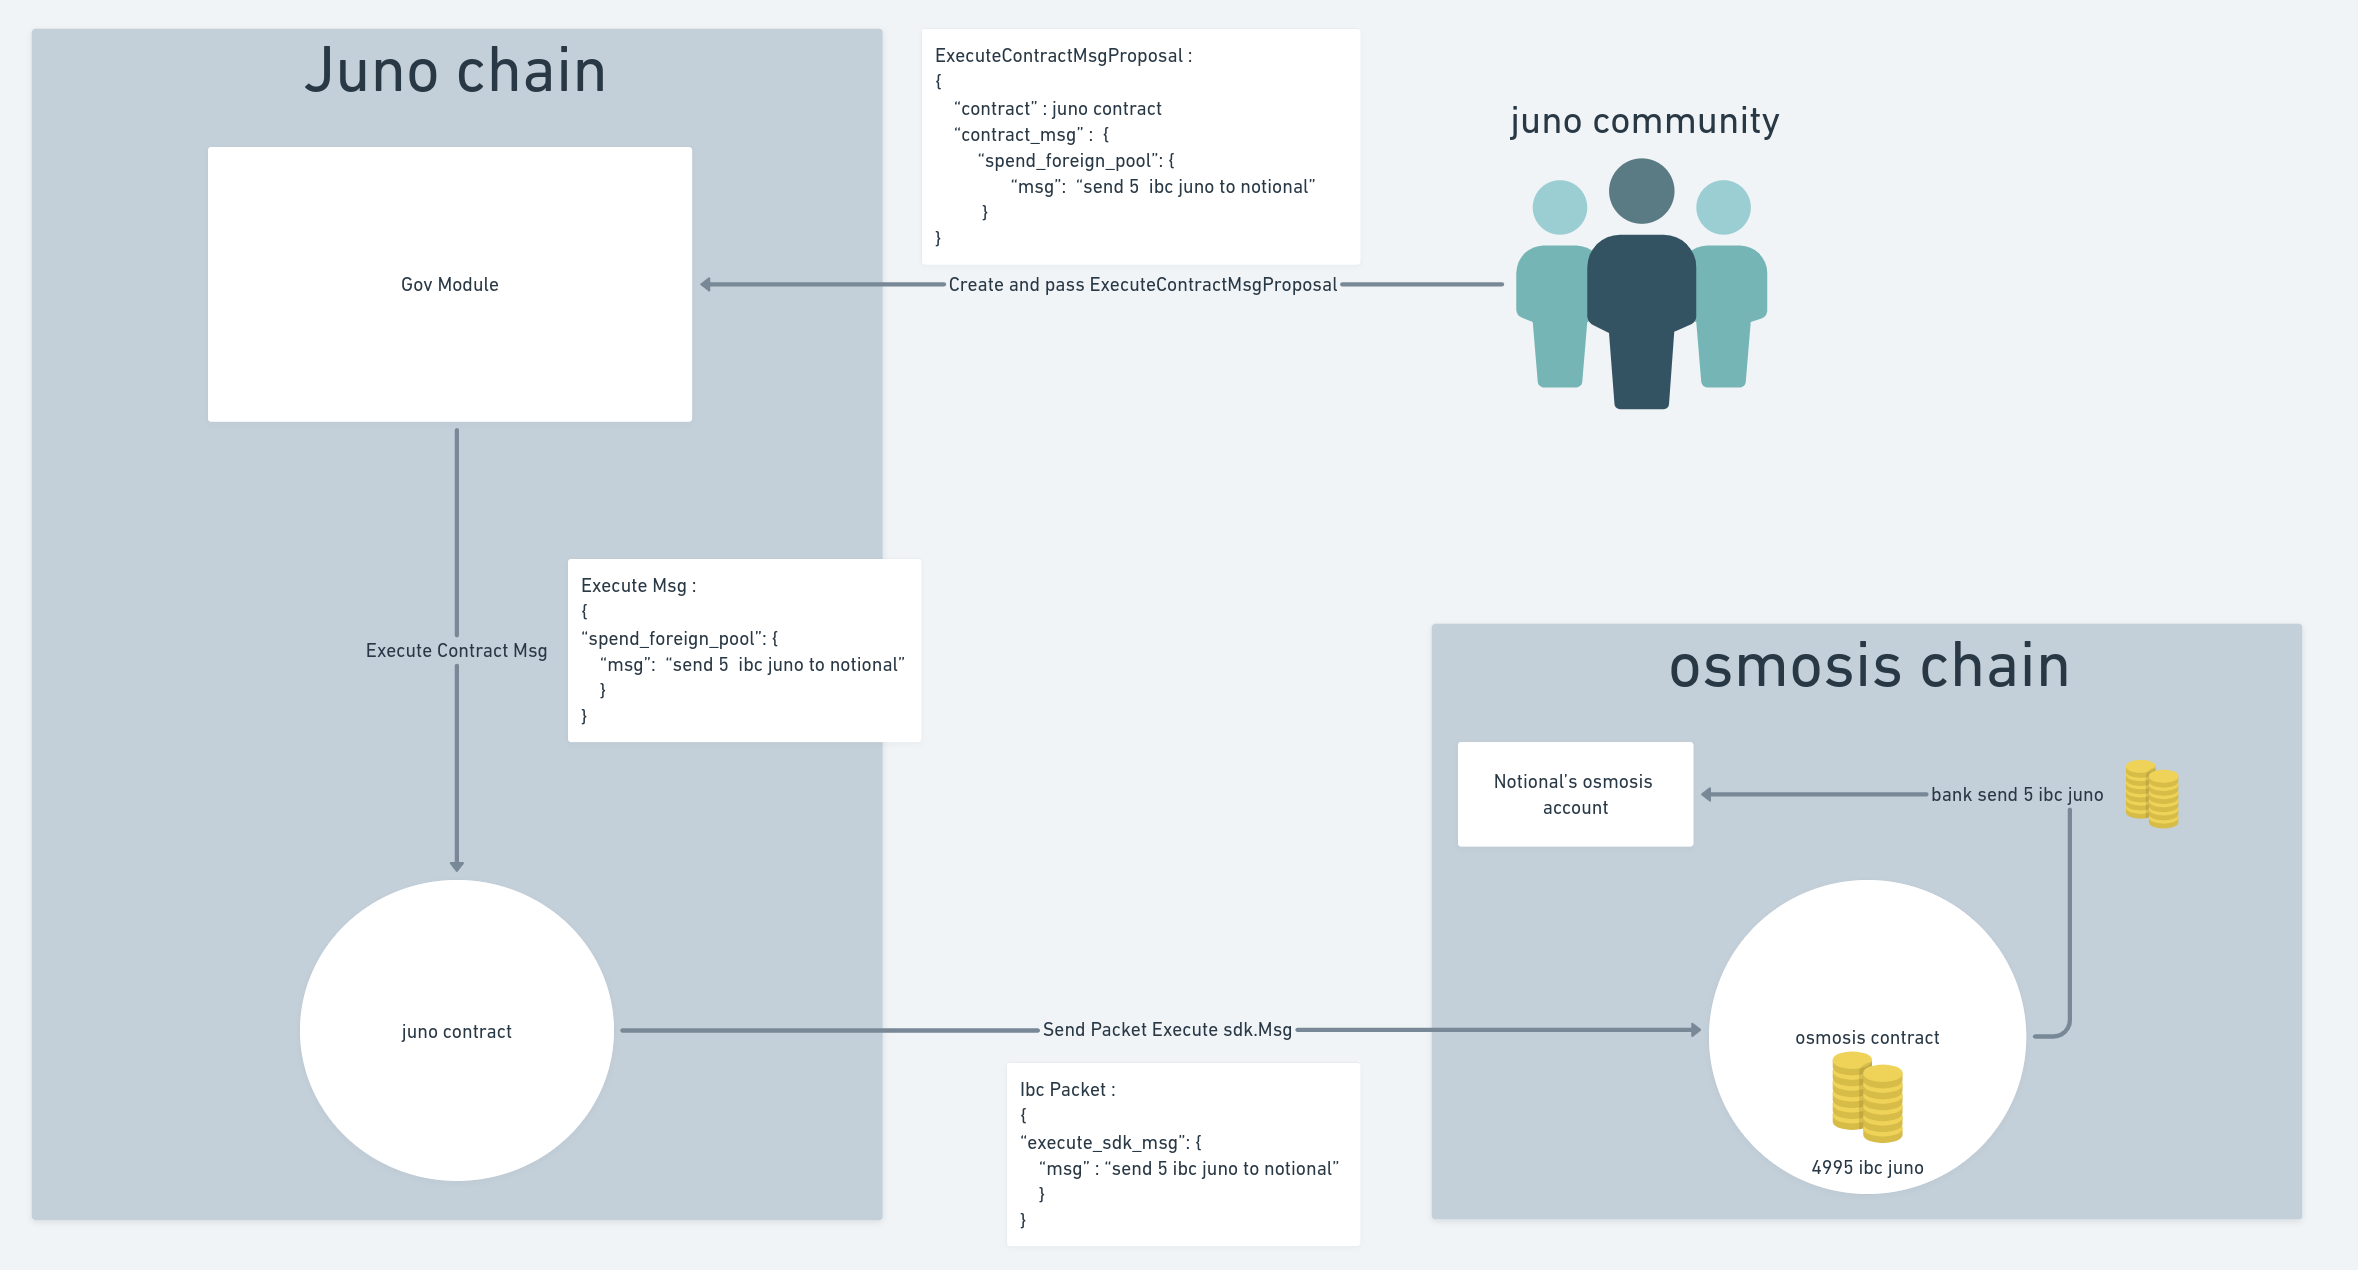 Juno chain
ExecuteContractMsgProposal :
{
“contract” : juno contract
“contract_msg” :  {
“spend_foreign_pool”: {
“msg”:  “send 5  ibc juno to notional”
}
}
juno community
Gov Module
Create and pass ExecuteContractMsgProposal
Execute Contract Msg
Execute Msg :
{
“spend_foreign_pool”: {
“msg”:  “send 5  ibc juno to notional”
}
}
osmosis chain
Notional’s osmosis
account
bank send 5 ibc juno
juno contract
Send Packet Execute sdk.Msg
osmosis contract
4995 ibc juno
Ibc Packet :
{
“execute_sdk_msg”: {
“msg” : “send 5 ibc juno to notional”
}
}